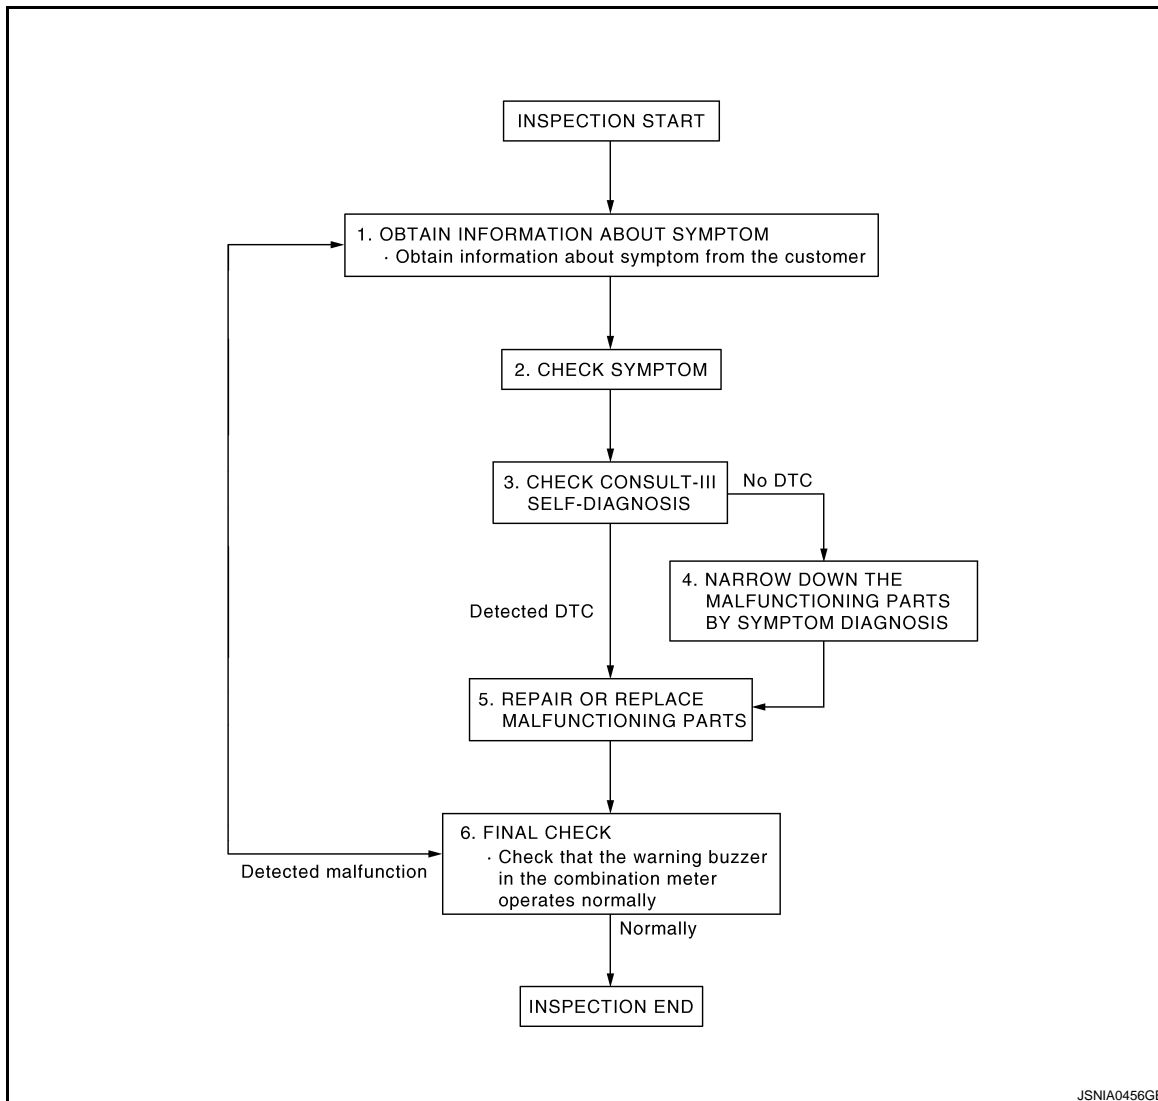 INSPECTION START
1. OBTAIN INFORMATION ABOUT SYMPTOM
· Obtain information about symptom from the customer
2. CHECK SYMPTOM
3. CHECK CONSULT-III
SELF-DIAGNOSIS
No DTC
4. NARROW DOWN THE
MALFUNCTIONING PARTS
BY SYMPTOM DIAGNOSIS
Detected DTC
5. REPAIR OR REPLACE
MALFUNCTIONING PARTS
6. FINAL CHECK
· Check that the warning buzzer
in the combination meter
operates normally
Detected malfunction
Normally
INSPECTION END
JSNIA0456GB